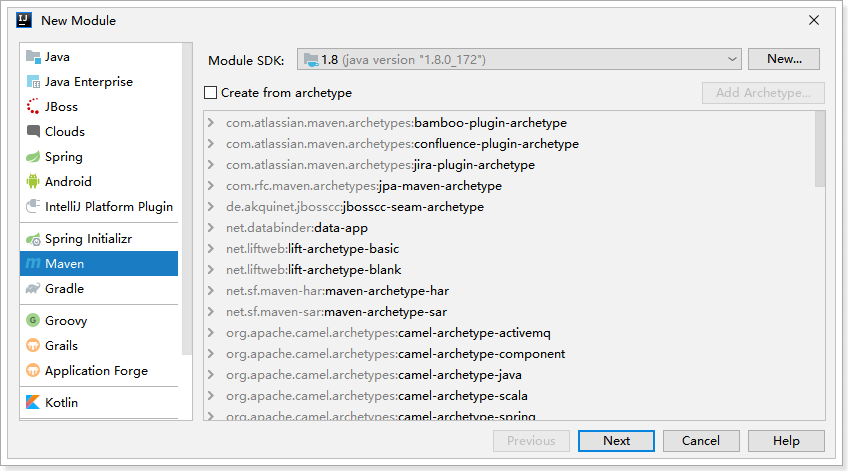 New Module
Java
Java Enterprise
JBoss
Clouds
Spring
Android
IntelliJ Platform Plugin
Spring Initializr
Maven
Gradle
Groovy
Grails
Application Forge
Kotlin
Module SDK: 1.8 (java version "1.8.0_172") New...
Create from archetype Add Archetype...
com.atlassian.maven.archetypes:bamboo-plugin-archetype
com.atlassian.maven.archetypes:confluence-plugin-archetype
com.atlassian.maven.archetypes:jira-plugin-archetype
com.rfc.maven.archetypes:jpa-maven-archetype
de.akquinet.jbosscc:jbosscc-seam-archetype
net.databinder:data-app
net.liftweb:lift-archetype-basic
net.liftweb:lift-archetype-blank
net.sf.maven-har:maven-archetype-har
net.sf.maven-sar:maven-archetype-sar
org.apache.camel.archetypes:camel-archetype-activemq
org.apache.camel.archetypes:camel-archetype-component
org.apache.camel.archetypes:camel-archetype-java
org.apache.camel.archetypes:camel-archetype-scala
org.apache.camel.archetypes:camel-archetype-spring
Previous Next Cancel Help